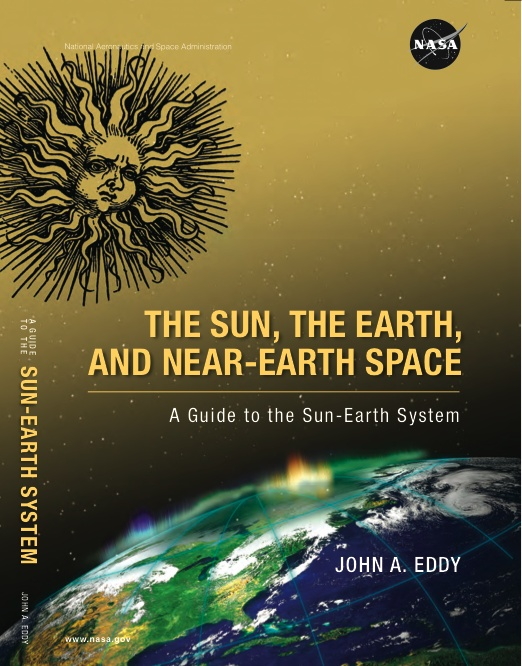 National Aeronautics and Space Administration
NASA
THE SUN, THE EARTH,
AND NEAR-EARTH SPACE
A Guide to the Sun-Earth System
JOHN A. EDDY
www.nasa.gov
A GUIDE
TO THE
SUN-EARTH SYSTEM
JOHN A. EDDY